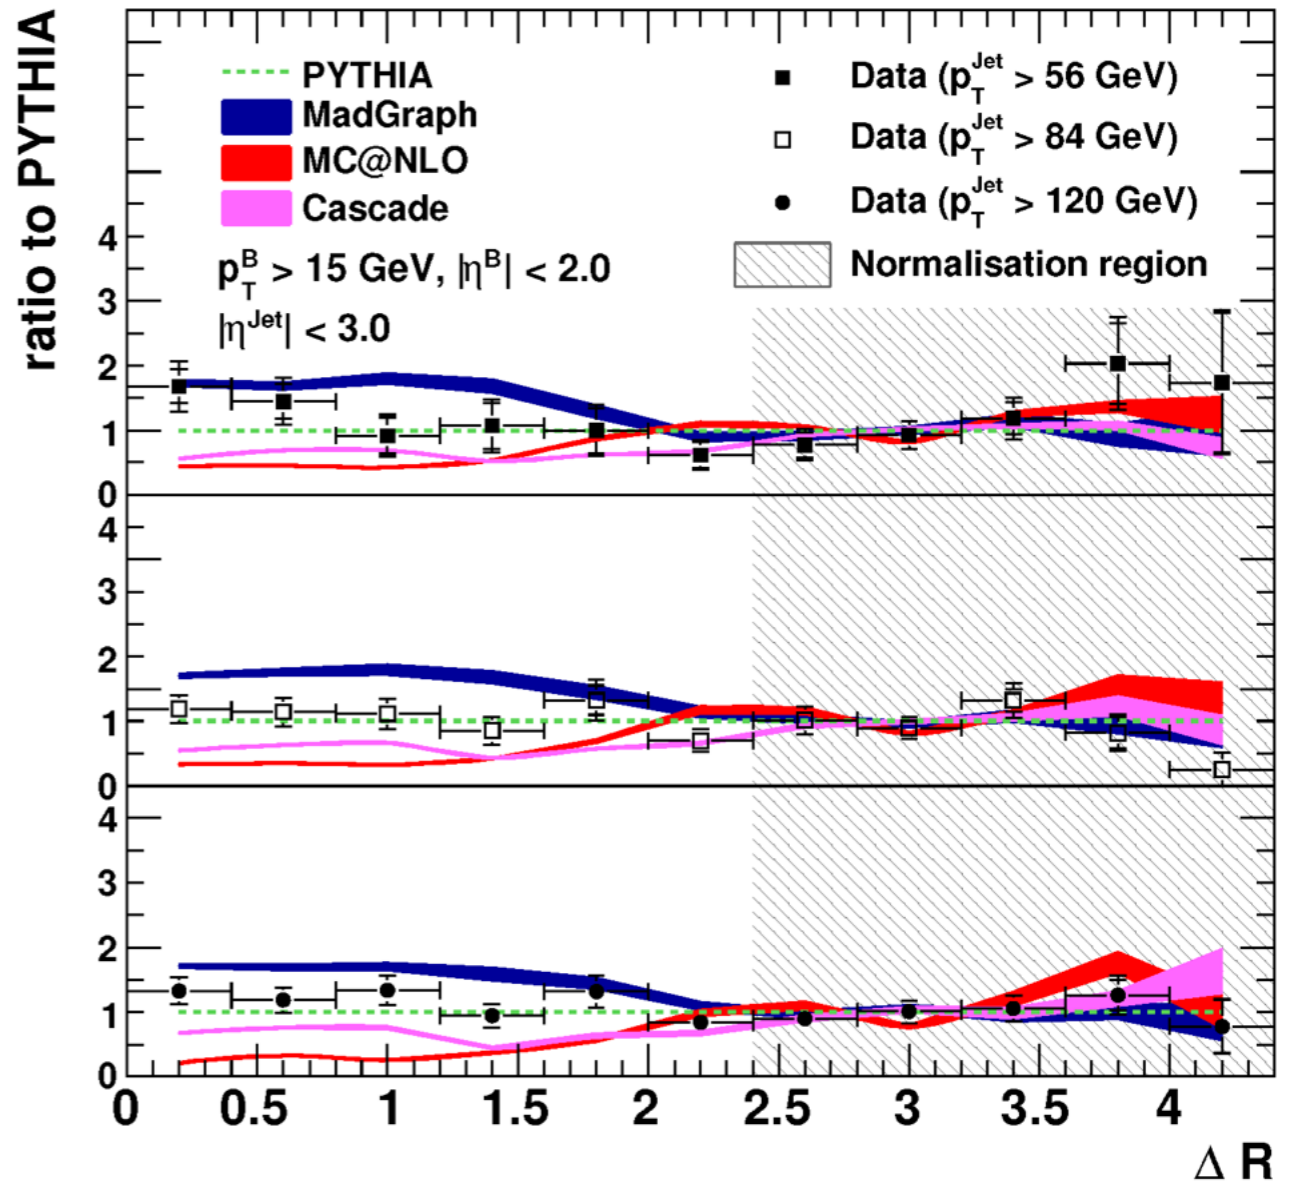 ratio to PYTHIA
PYTHIA
MadGraph
MC@NLO
Cascade
p_T^B > 15 GeV, |η^B| < 2.0
|η^Jet| < 3.0
Data (p_T^Jet > 56 GeV)
Data (p_T^Jet > 84 GeV)
Data (p_T^Jet > 120 GeV)
Normalisation region
4
3
2
1
0
4
3
2
1
0
4
3
2
1
0
0 0.5 1 1.5 2 2.5 3 3.5 4
Δ R